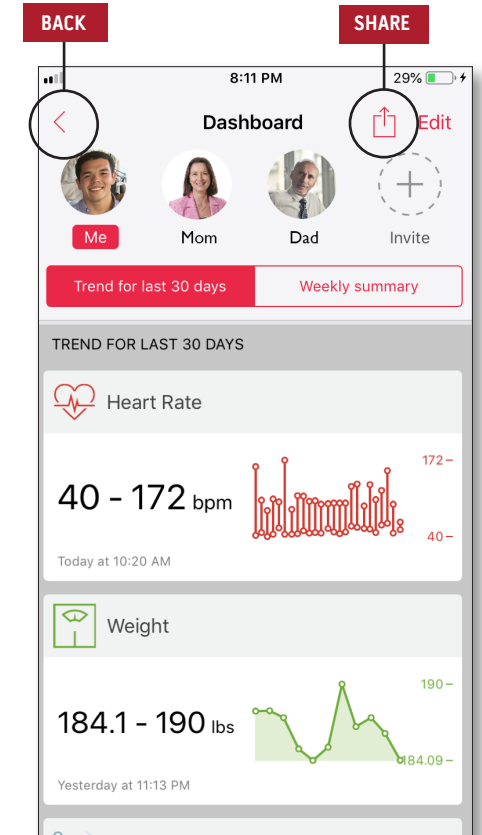 BACK
SHARE
8:11 PM
29%
Dashboard
Edit
Me
Mom
Dad
Invite
Trend for last 30 days
Weekly summary
TREND FOR LAST 30 DAYS
Heart Rate
172
40 - 172 bpm
40
Today at 10:20 AM
Weight
190
184.1 - 190 lbs
184.09
Yesterday at 11:13 PM